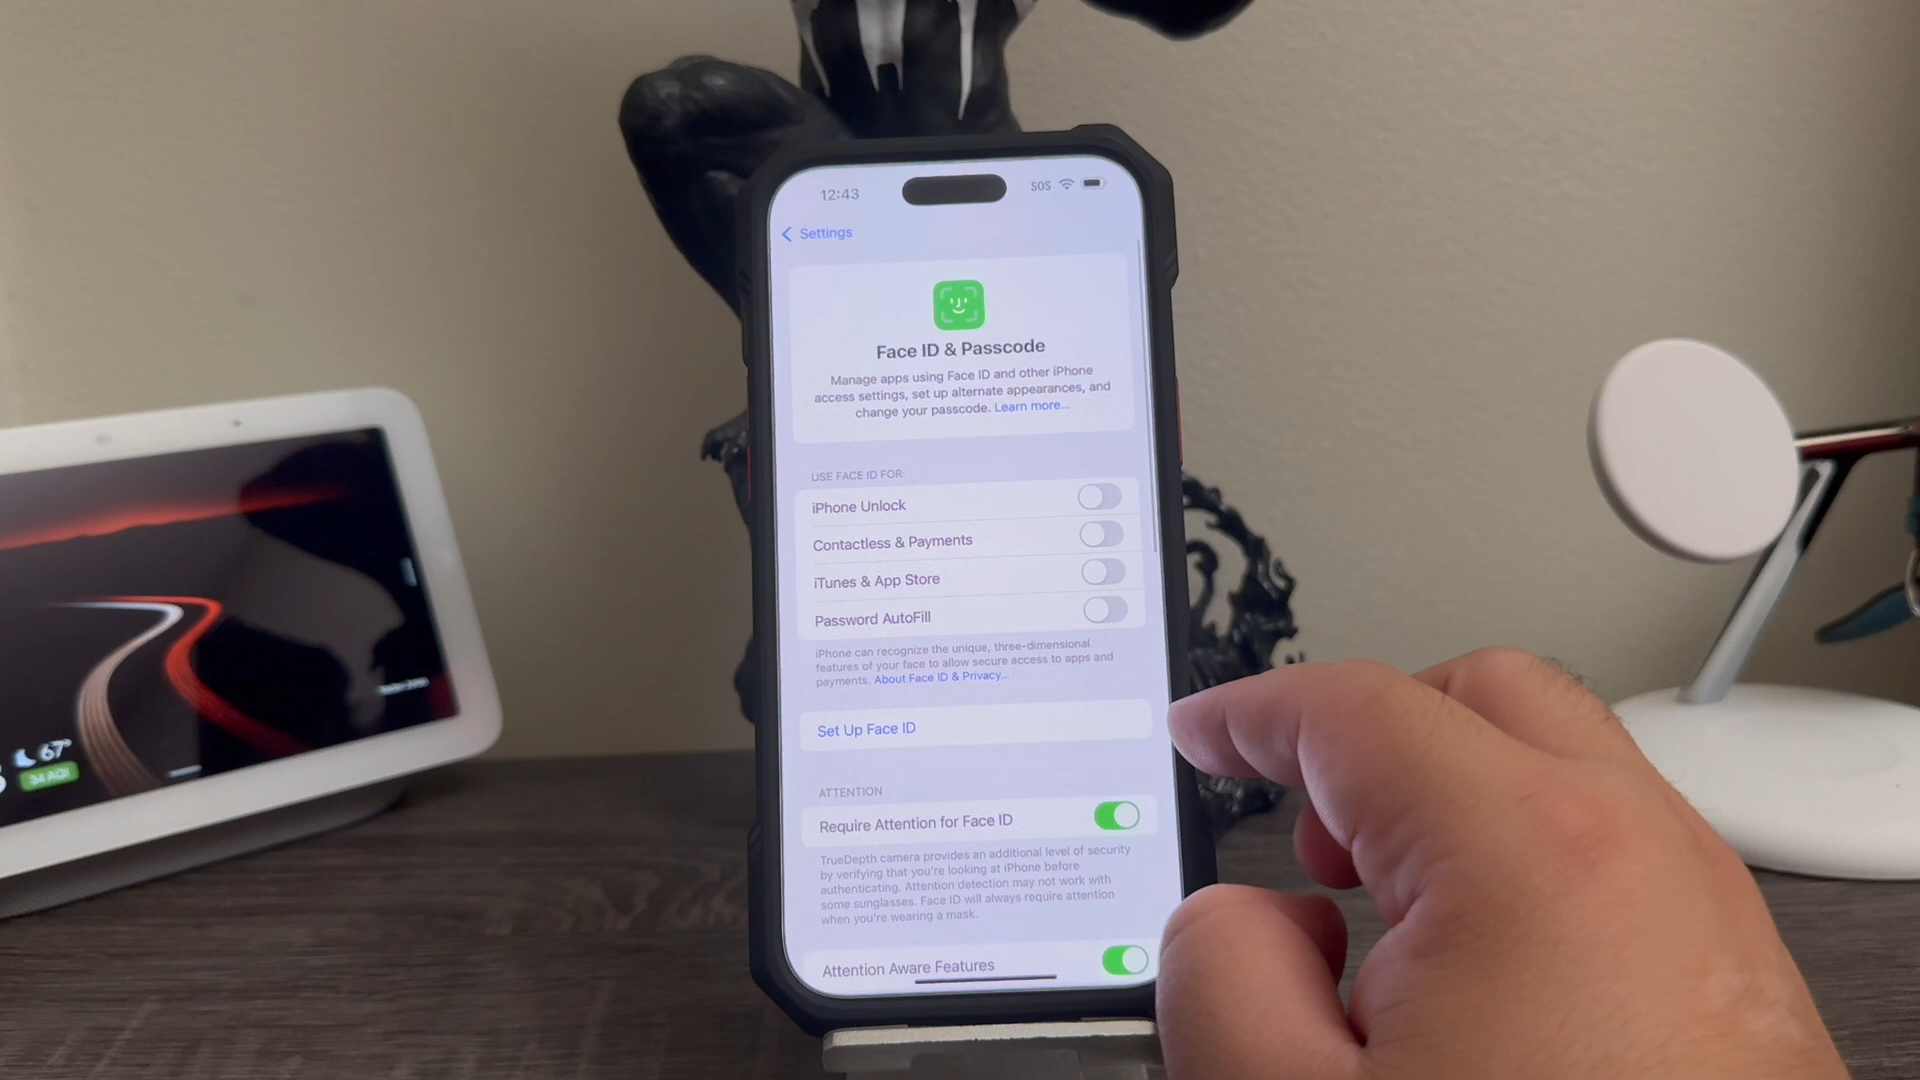 12:43
SOS
Settings
Face ID & Passcode
Manage apps using Face ID and other iPhone
access settings, set up alternate appearances, and
change your passcode. Learn more...
USE FACE ID FOR:
iPhone Unlock
Contactless & Payments
iTunes & App Store
Password AutoFill
iPhone can recognize the unique, three-dimensional
features of your face to allow secure access to apps and
payments. About Face ID & Privacy...
Set Up Face ID
ATTENTION
Require Attention for Face ID
TrueDepth camera provides an additional level of security
by verifying that you're looking at iPhone before
authenticating. Attention detection may not work with
some sunglasses. Face ID will always require attention
when you're wearing a mask.
Attention Aware Features
67°
34 AQI